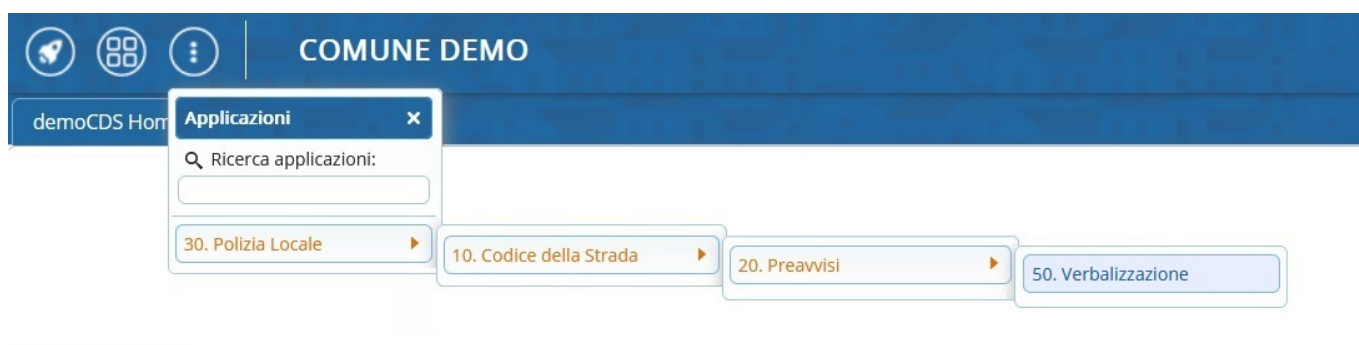 COMUNE DEMO
demoCDS Hom
Applicazioni
Ricerca applicazioni:
30. Polizia Locale
10. Codice della Strada
20. Preavvisi
50. Verbalizzazione